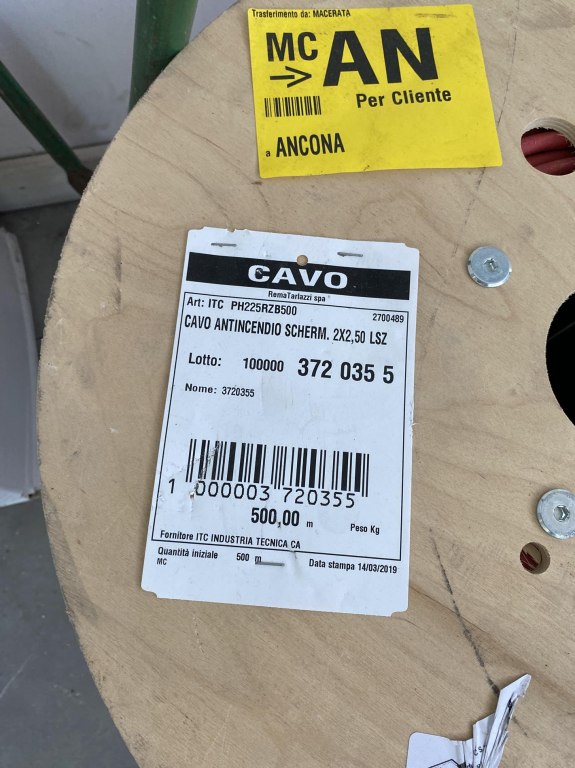 Trasferimento da: MACERATA
MC AN
Per Cliente
a ANCONA
CAVO
RemaTarlazzi spa
Art: ITC PH225RZB500
2700489
CAVO ANTINCENDIO SCHERM. 2X2,50 LSZ
Lotto: 100000 372 035 5
Nome: 3720355
1 000003 720355
500,00 m Peso Kg
Fornitore ITC INDUSTRIA TECNICA CA
Quantità iniziale 500 m Data stampa 14/03/2019
MC